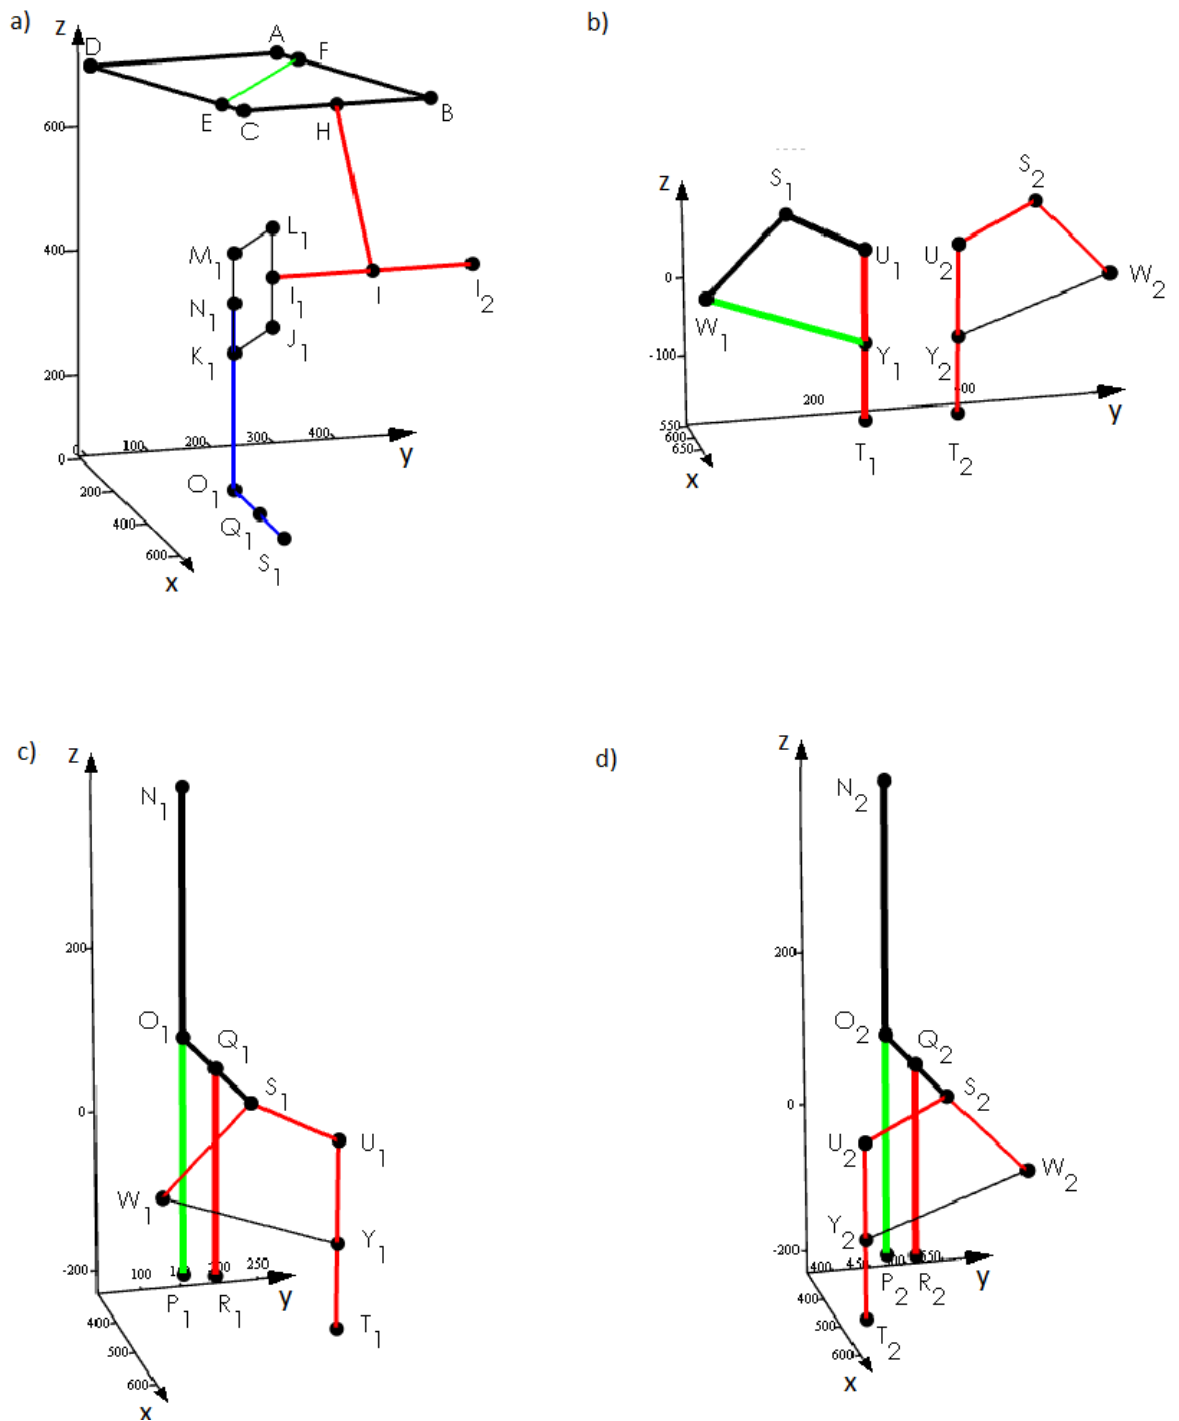 a)
z
D
A
F
E
C
H
B
600
400
200
0
L1
M1
N1
I1
I
I2
K1
J1
0
100
200
300
400
y
O1
Q1
S1
200
400
600
x
b)
z
S1
S2
U1
U2
W1
W2
0
Y1
Y2
-100
200
550
600
650
T1
T2
y
x
c)
z
N1
200
O1
Q1
S1
0
U1
W1
Y1
-200
100
200
250
y
P1
R1
T1
400
500
600
x
d)
z
N2
200
O2
Q2
S2
0
U2
W2
Y2
-200
400
550
y
P2
R2
T2
400
500
600
x